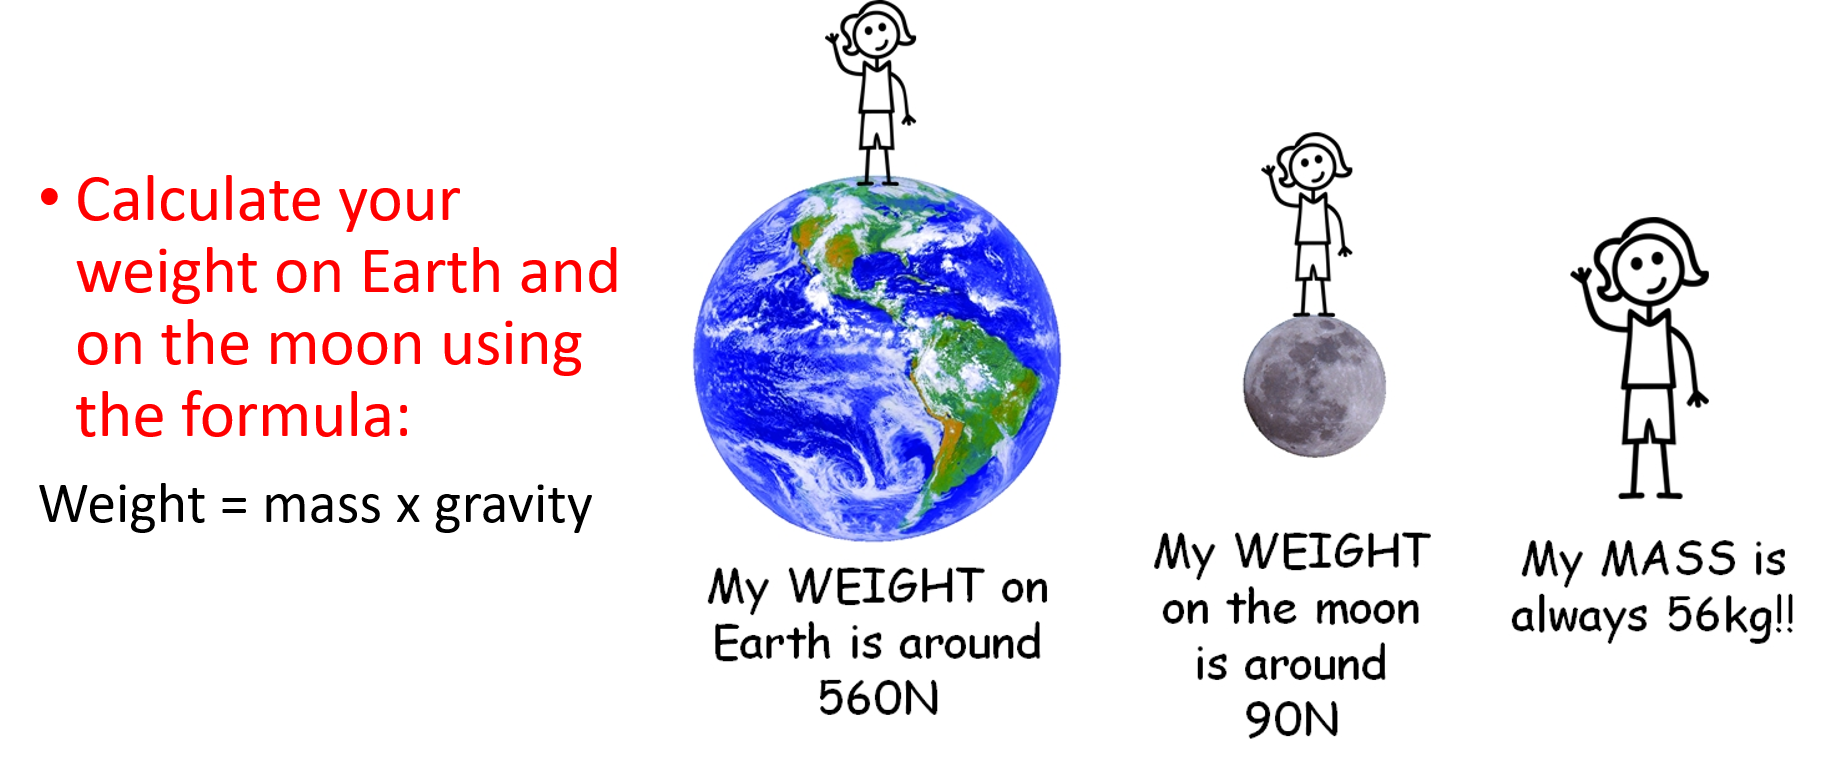 • Calculate your
weight on Earth and
on the moon using
the formula:
Weight = mass x gravity
My WEIGHT on
Earth is around
560N
My WEIGHT
on the moon
is around
90N
My MASS is
always 56kg!!